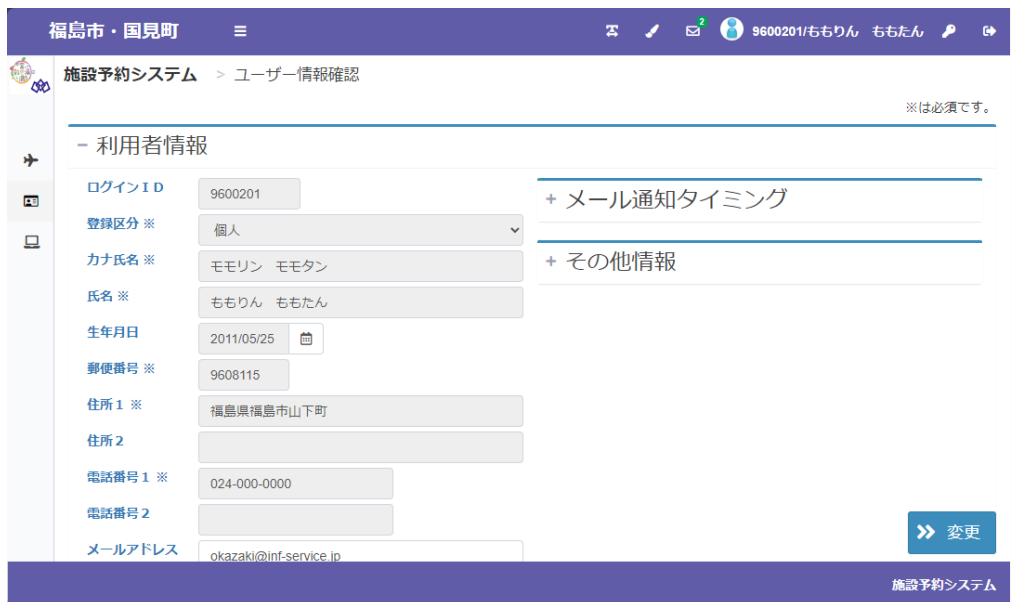 福島市・国見町
2
9600201/ももりん ももたん
施設予約システム > ユーザー情報確認
※は必須です。
− 利用者情報
ログインＩＤ 9600201
登録区分 ※ 個人
カナ氏名 ※ モモリン モモタン
氏名 ※ ももりん ももたん
生年月日 2011/05/25
郵便番号 ※ 9608115
住所１ ※ 福島県福島市山下町
住所２
電話番号１ ※ 024-000-0000
電話番号２
メールアドレス okazaki@inf-service.jp
+ メール通知タイミング
+ その他情報
変更
施設予約システム